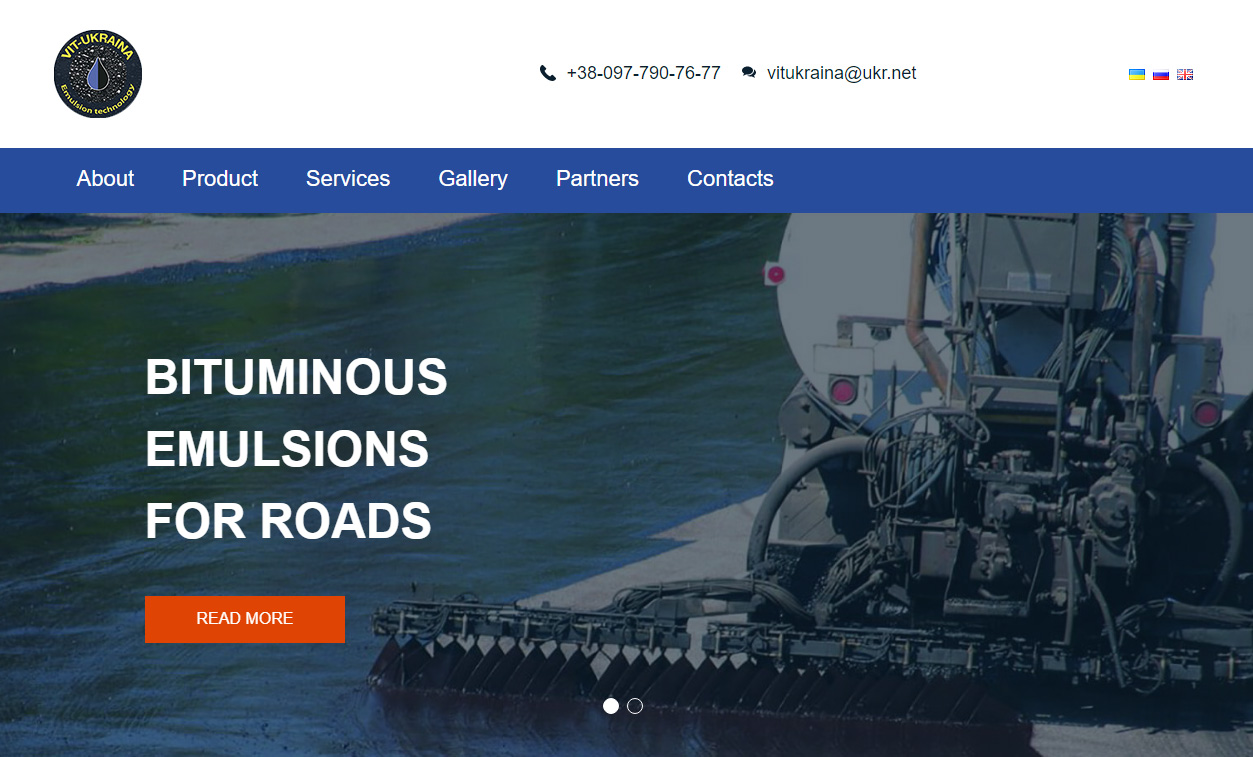 VIT-UKRAINA
Emulsion technology
+38-097-790-76-77
vitukraina@ukr.net
About
Product
Services
Gallery
Partners
Contacts
BITUMINOUS
EMULSIONS
FOR ROADS
READ MORE